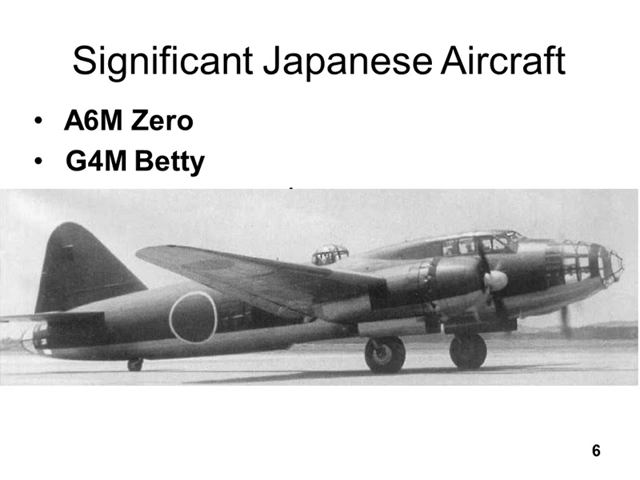 Significant Japanese Aircraft
• A6M Zero
• G4M Betty
6